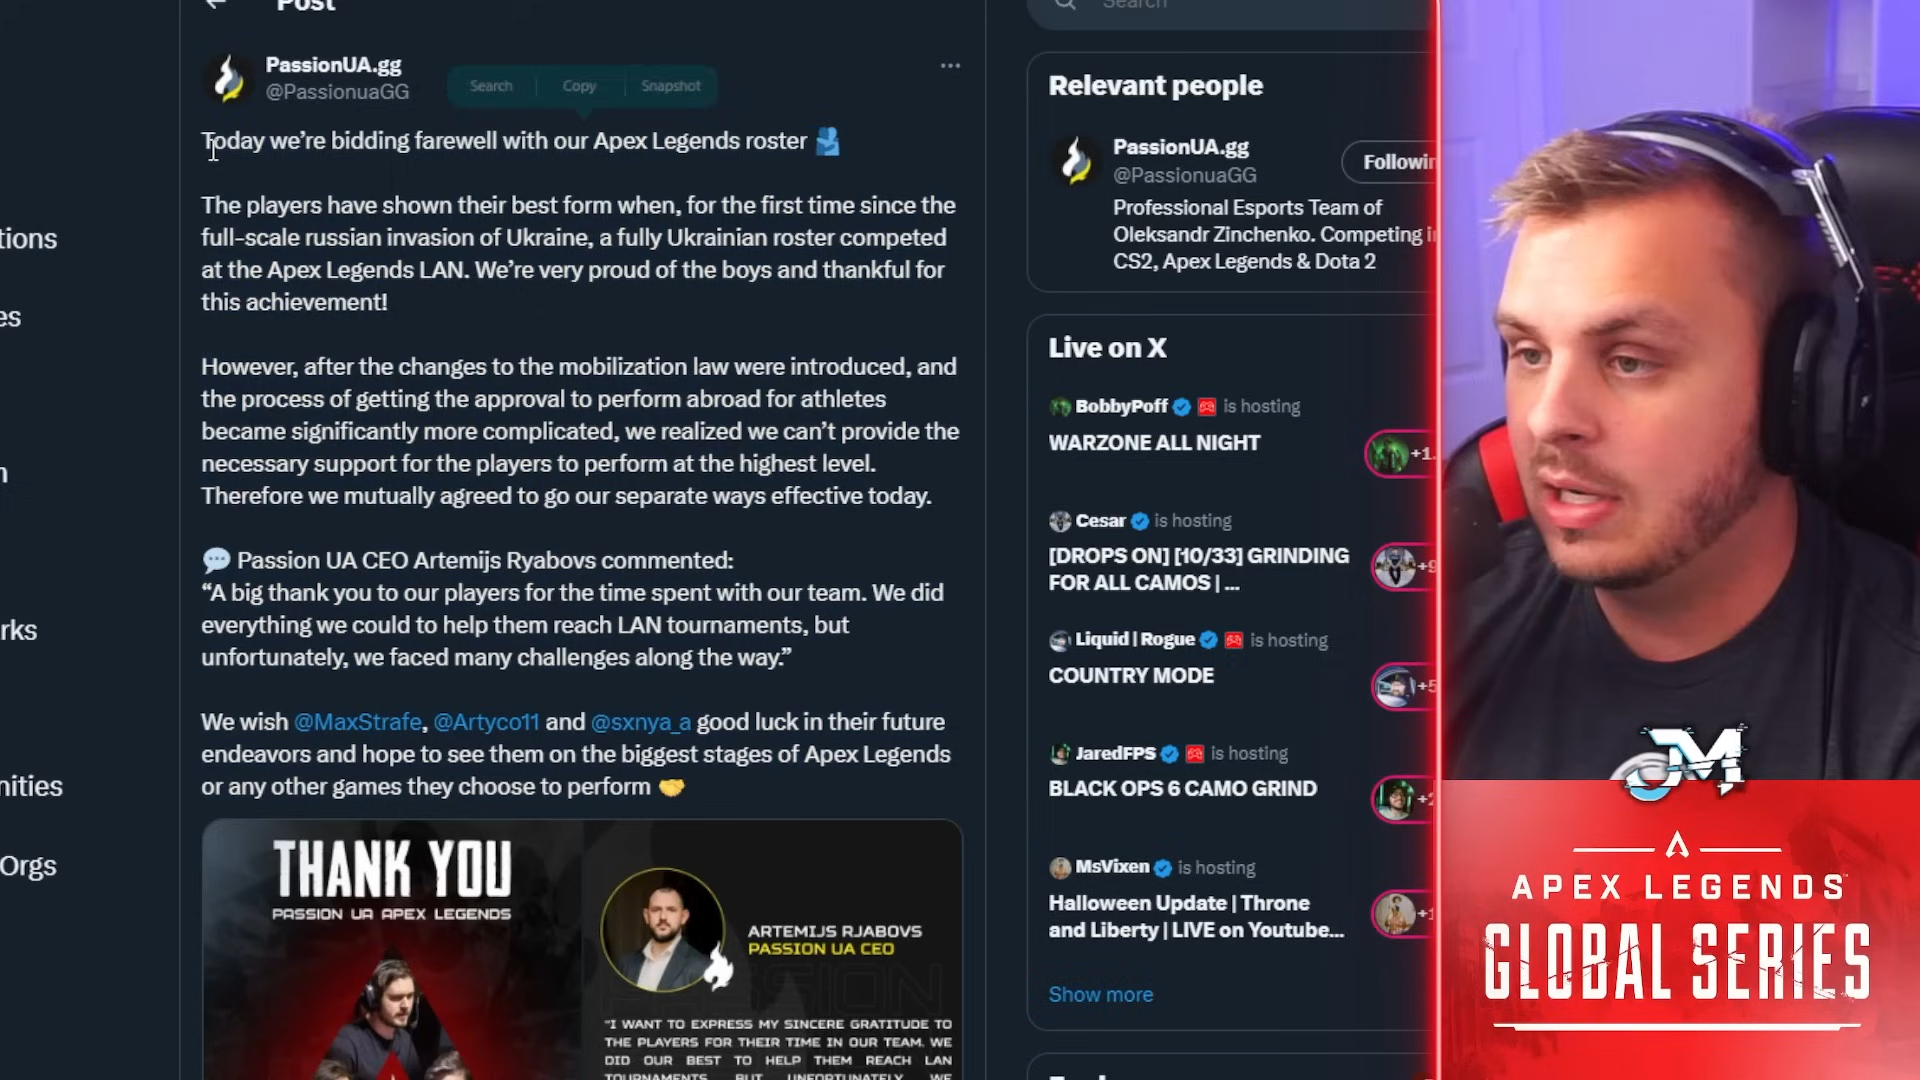 Post
Search
PassionUA.gg
@PassionuaGG
Search Copy Snapshot
Today we're bidding farewell with our Apex Legends roster
The players have shown their best form when, for the first time since the
full-scale russian invasion of Ukraine, a fully Ukrainian roster competed
at the Apex Legends LAN. We're very proud of the boys and thankful for
this achievement!
However, after the changes to the mobilization law were introduced, and
the process of getting the approval to perform abroad for athletes
became significantly more complicated, we realized we can't provide the
necessary support for the players to perform at the highest level.
Therefore we mutually agreed to go our separate ways effective today.
Passion UA CEO Artemijs Ryabovs commented:
“A big thank you to our players for the time spent with our team. We did
everything we could to help them reach LAN tournaments, but
unfortunately, we faced many challenges along the way.”
We wish @MaxStrafe, @Artyco11 and @sxnya_a good luck in their future
endeavors and hope to see them on the biggest stages of Apex Legends
or any other games they choose to perform
THANK YOU
PASSION UA APEX LEGENDS
ARTEMIJS RJABOVS
PASSION UA CEO
“I WANT TO EXPRESS MY SINCERE GRATITUDE TO
THE PLAYERS FOR THEIR TIME IN OUR TEAM. WE
DID OUR BEST TO HELP THEM REACH LAN
TOURNAMENTS, BUT UNFORTUNATELY, WE
tions
es
rks
nities
Orgs
Relevant people
PassionUA.gg
@PassionuaGG
Followin
Professional Esports Team of
Oleksandr Zinchenko. Competing i
CS2, Apex Legends & Dota 2
Live on X
BobbyPoff is hosting
WARZONE ALL NIGHT
+1.
Cesar is hosting
[DROPS ON] [10/33] GRINDING
FOR ALL CAMOS | ...
+9
Liquid | Rogue is hosting
COUNTRY MODE
+5
JaredFPS is hosting
BLACK OPS 6 CAMO GRIND
+2
MsVixen is hosting
Halloween Update | Throne
and Liberty | LIVE on Youtube...
+1
Show more
JM
APEX LEGENDS
GLOBAL SERIES